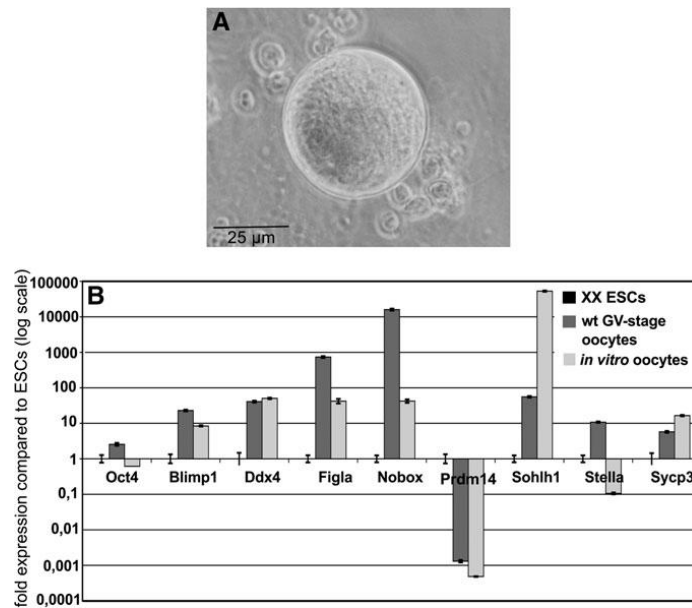 A
25 µm
B
fold expression compared to ESCs (log scale)
100000
10000
1000
100
10
1
0,1
0,01
0,001
0,0001
XX ESCs
wt GV-stage
oocytes
in vitro oocytes
Oct4 Blimp1 Ddx4 Figla Nobox Prdm14 Sohlh1 Stella Sycp3